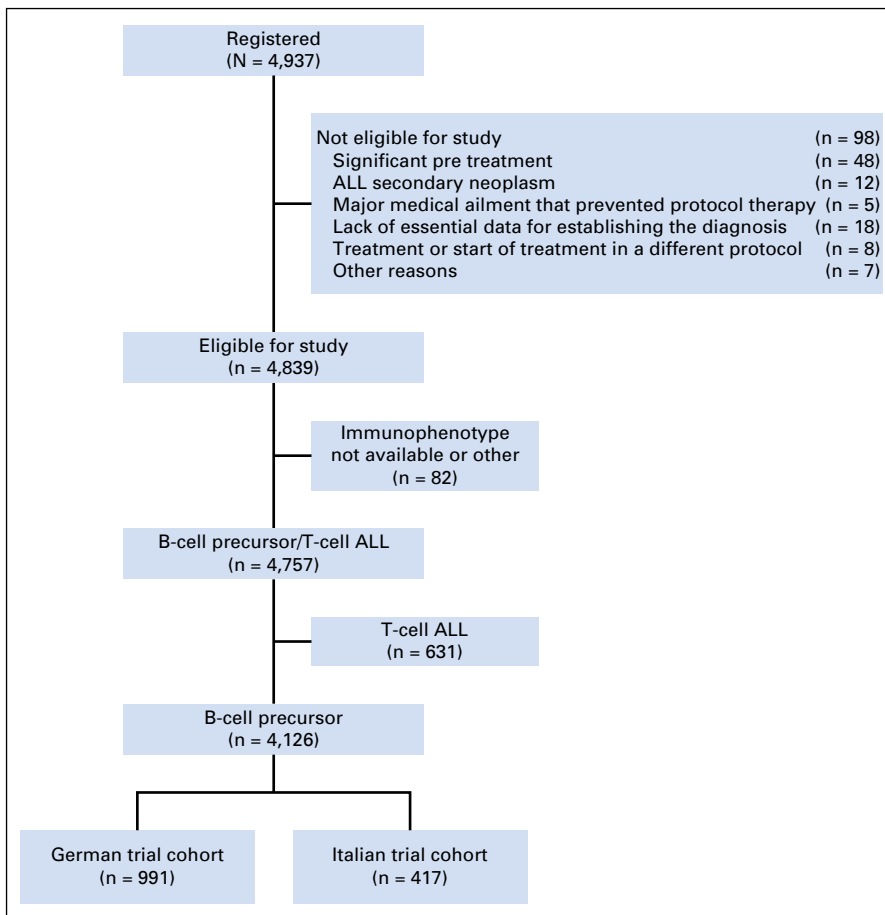 Registered
(N = 4,937)
Not eligible for study (n = 98)
Significant pre treatment (n = 48)
ALL secondary neoplasm (n = 12)
Major medical ailment that prevented protocol therapy (n = 5)
Lack of essential data for establishing the diagnosis (n = 18)
Treatment or start of treatment in a different protocol (n = 8)
Other reasons (n = 7)
Eligible for study
(n = 4,839)
Immunophenotype
not available or other
(n = 82)
B-cell precursor/T-cell ALL
(n = 4,757)
T-cell ALL
(n = 631)
B-cell precursor
(n = 4,126)
German trial cohort
(n = 991)
Italian trial cohort
(n = 417)